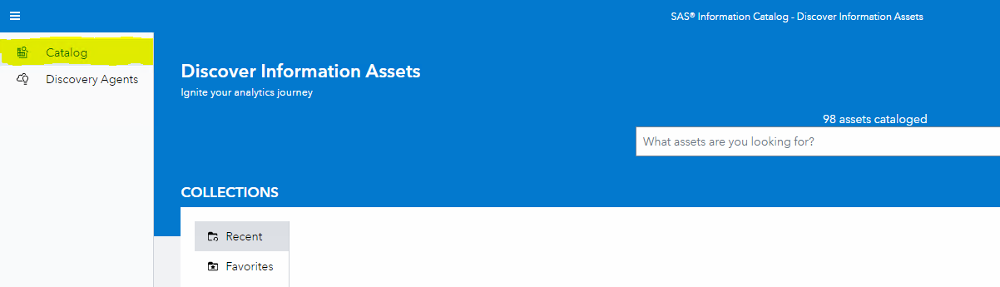 SAS® Information Catalog - Discover Information Assets
Catalog
Discovery Agents
Discover Information Assets
Ignite your analytics journey
98 assets cataloged
What assets are you looking for?
COLLECTIONS
Recent
Favorites